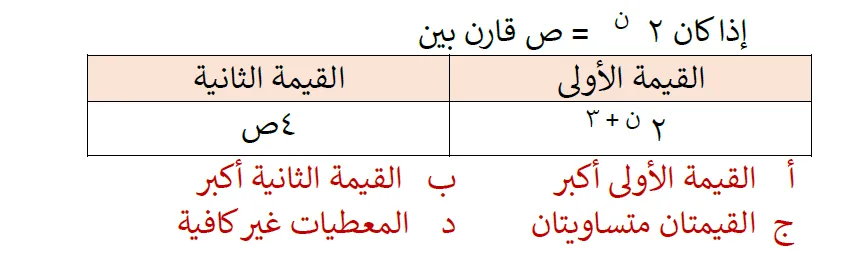 إذا كان ٢ ن = ص قارن بين
القيمة الأولى القيمة الثانية
٢ ن + ٣ ٤ص
أ القيمة الأولى أكبر ب القيمة الثانية أكبر
ج القيمتان متساويتان د المعطيات غير كافية